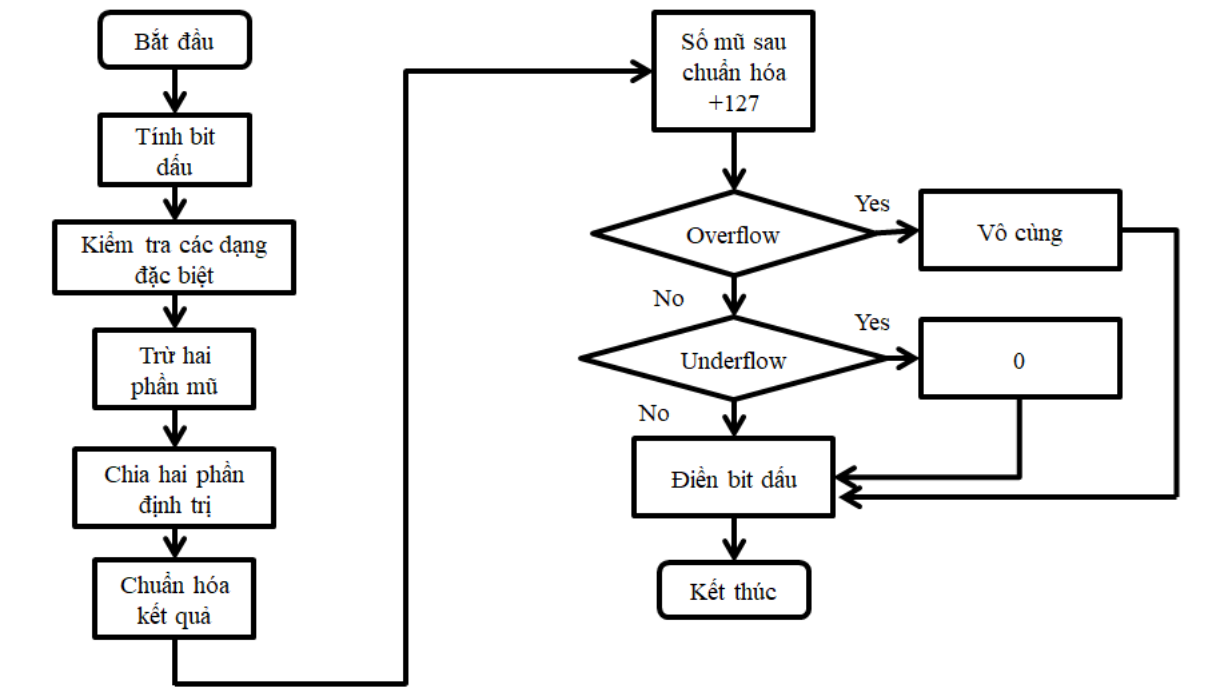 Bắt đầu
Tính bit
dấu
Kiểm tra các dạng
đặc biệt
Trừ hai
phần mũ
Chia hai phần
định trị
Chuẩn hóa
kết quả
Số mũ sau
chuẩn hóa
+127
Overflow
Yes
Vô cùng
No
Underflow
Yes
0
No
Điền bit dấu
Kết thúc